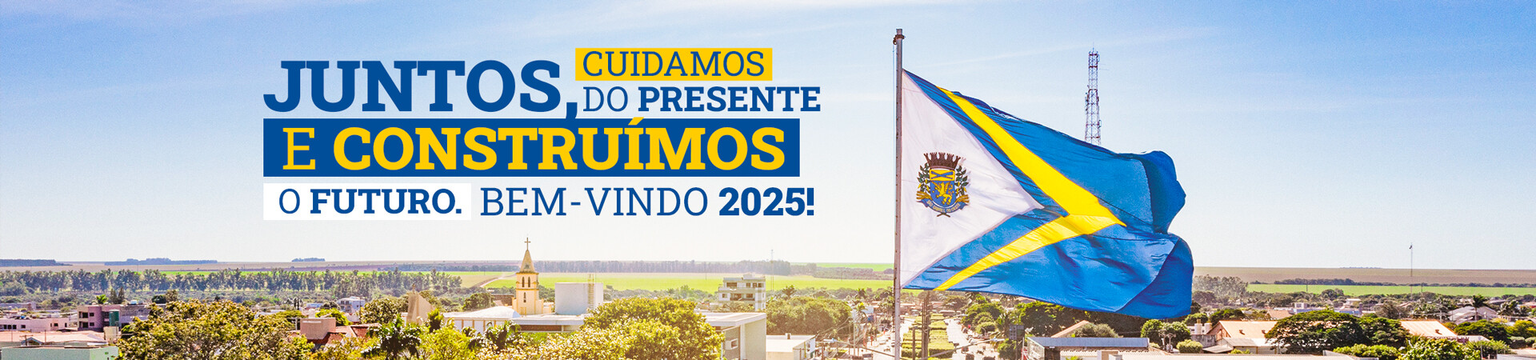 JUNTOS, CUIDAMOS
DO PRESENTE
E CONSTRUÍMOS
O FUTURO. BEM-VINDO 2025!